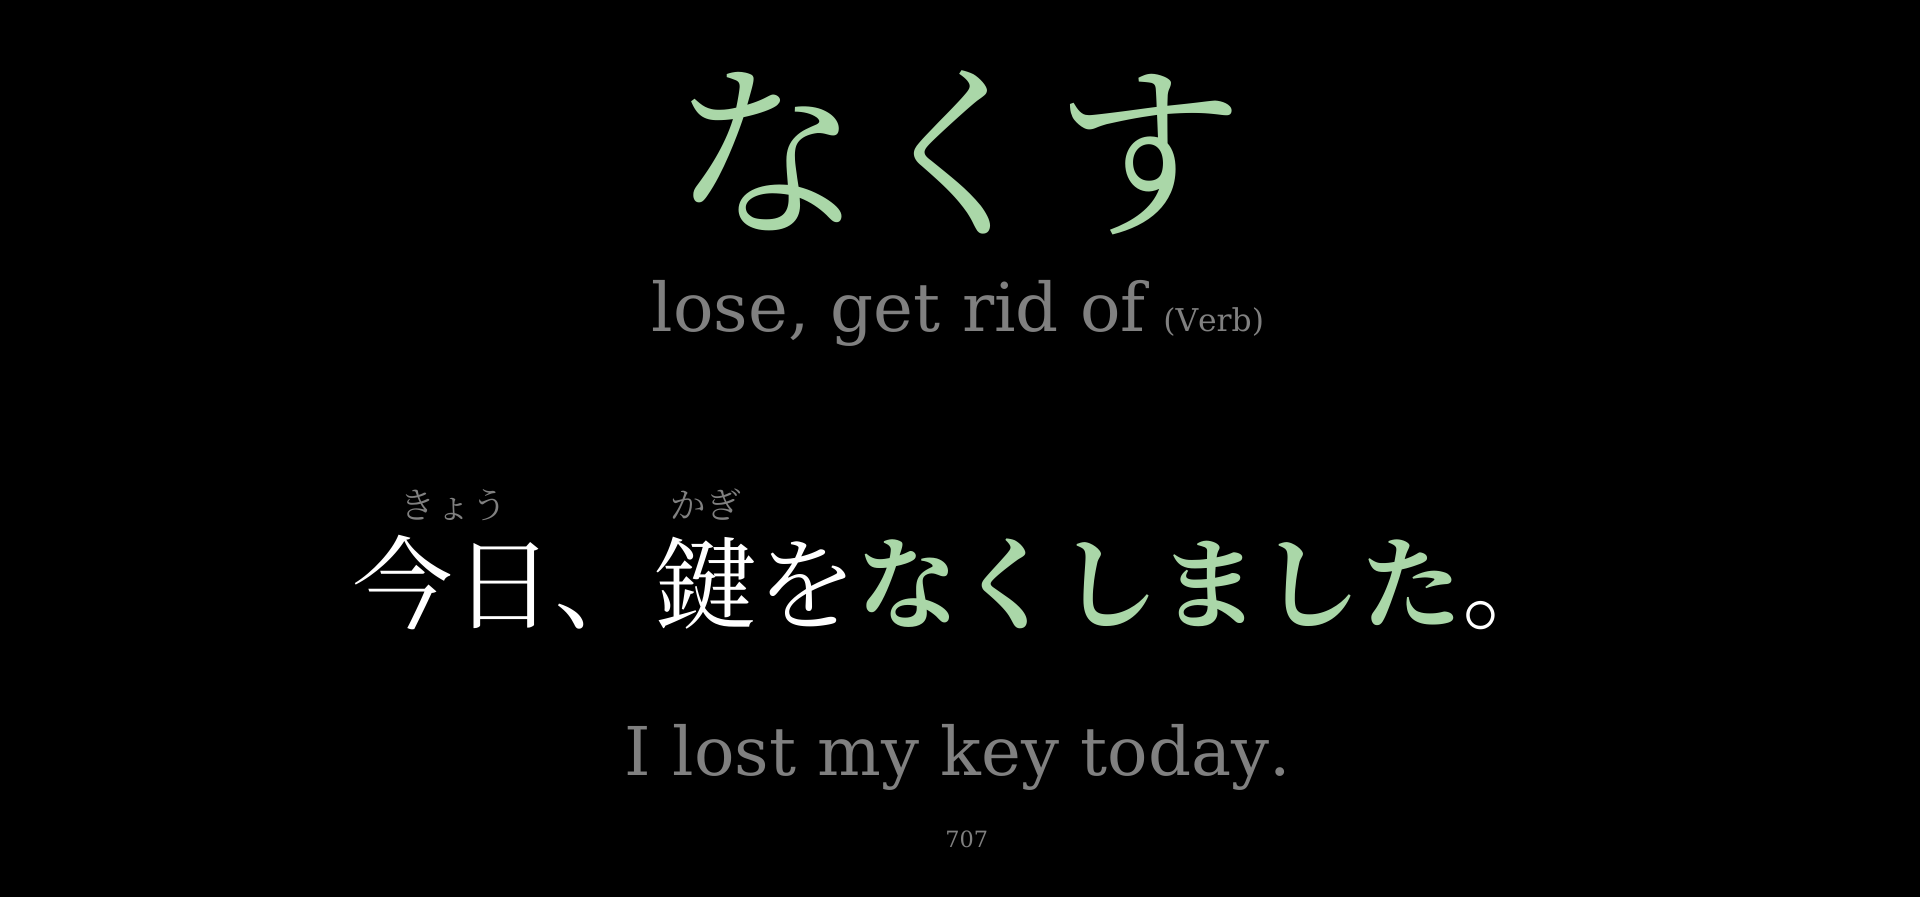 なくす
lose, get rid of (Verb)
きょう かぎ
今日、鍵をなくしました。
I lost my key today.
707